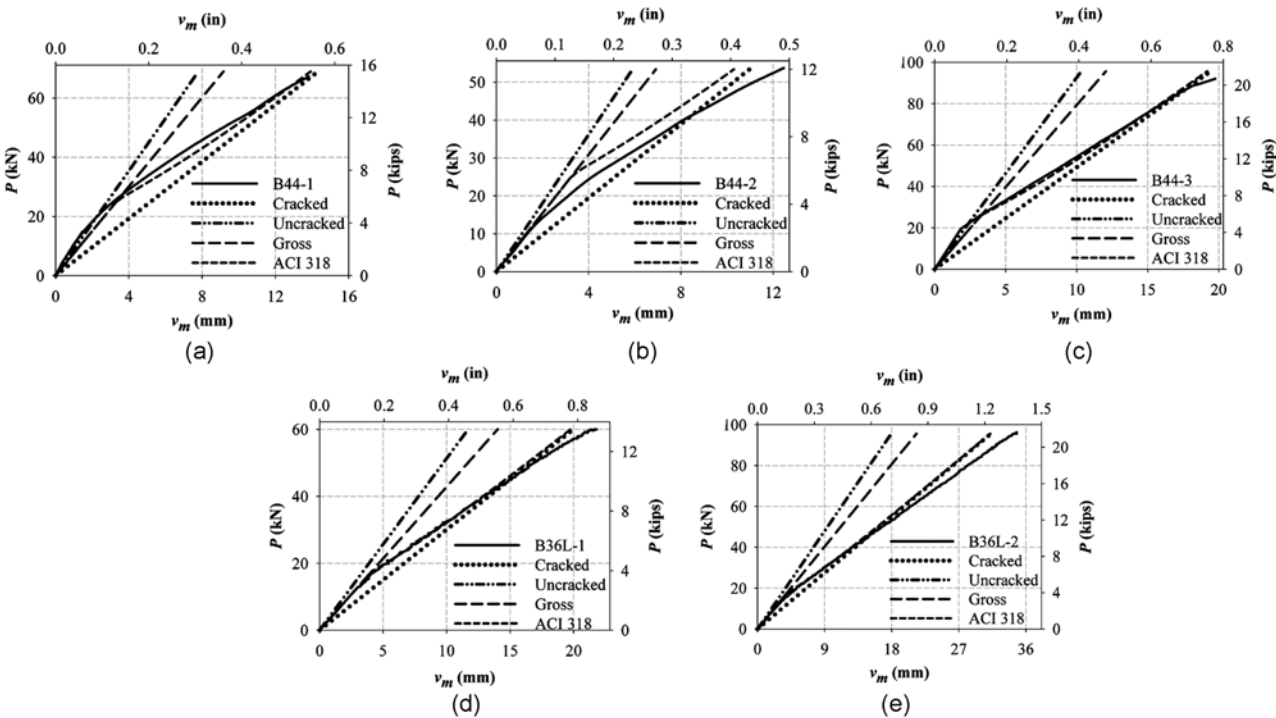 v_m (in)
0.0 0.2 0.4 0.6
P (kN)
60
40
20
0
16
12
8
4
0
P (kips)
B44-1
Cracked
Uncracked
Gross
ACI 318
0 4 8 12 16
v_m (mm)
(a)
v_m (in)
0.0 0.1 0.2 0.3 0.4 0.5
P (kN)
50
40
30
20
10
0
12
8
4
0
P (kips)
B44-2
Cracked
Uncracked
Gross
ACI 318
0 4 8 12
v_m (mm)
(b)
v_m (in)
0.0 0.2 0.4 0.6 0.8
P (kN)
100
80
60
40
20
0
20
16
12
8
4
0
P (kips)
B44-3
Cracked
Uncracked
Gross
ACI 318
0 5 10 15 20
v_m (mm)
(c)
v_m (in)
0.0 0.2 0.4 0.6 0.8
P (kN)
60
40
20
0
12
8
4
0
P (kips)
B36L-1
Cracked
Uncracked
Gross
ACI 318
0 5 10 15 20
v_m (mm)
(d)
v_m (in)
0.0 0.3 0.6 0.9 1.2 1.5
P (kN)
100
80
60
40
20
0
20
16
12
8
4
0
P (kips)
B36L-2
Cracked
Uncracked
Gross
ACI 318
0 9 18 27 36
v_m (mm)
(e)